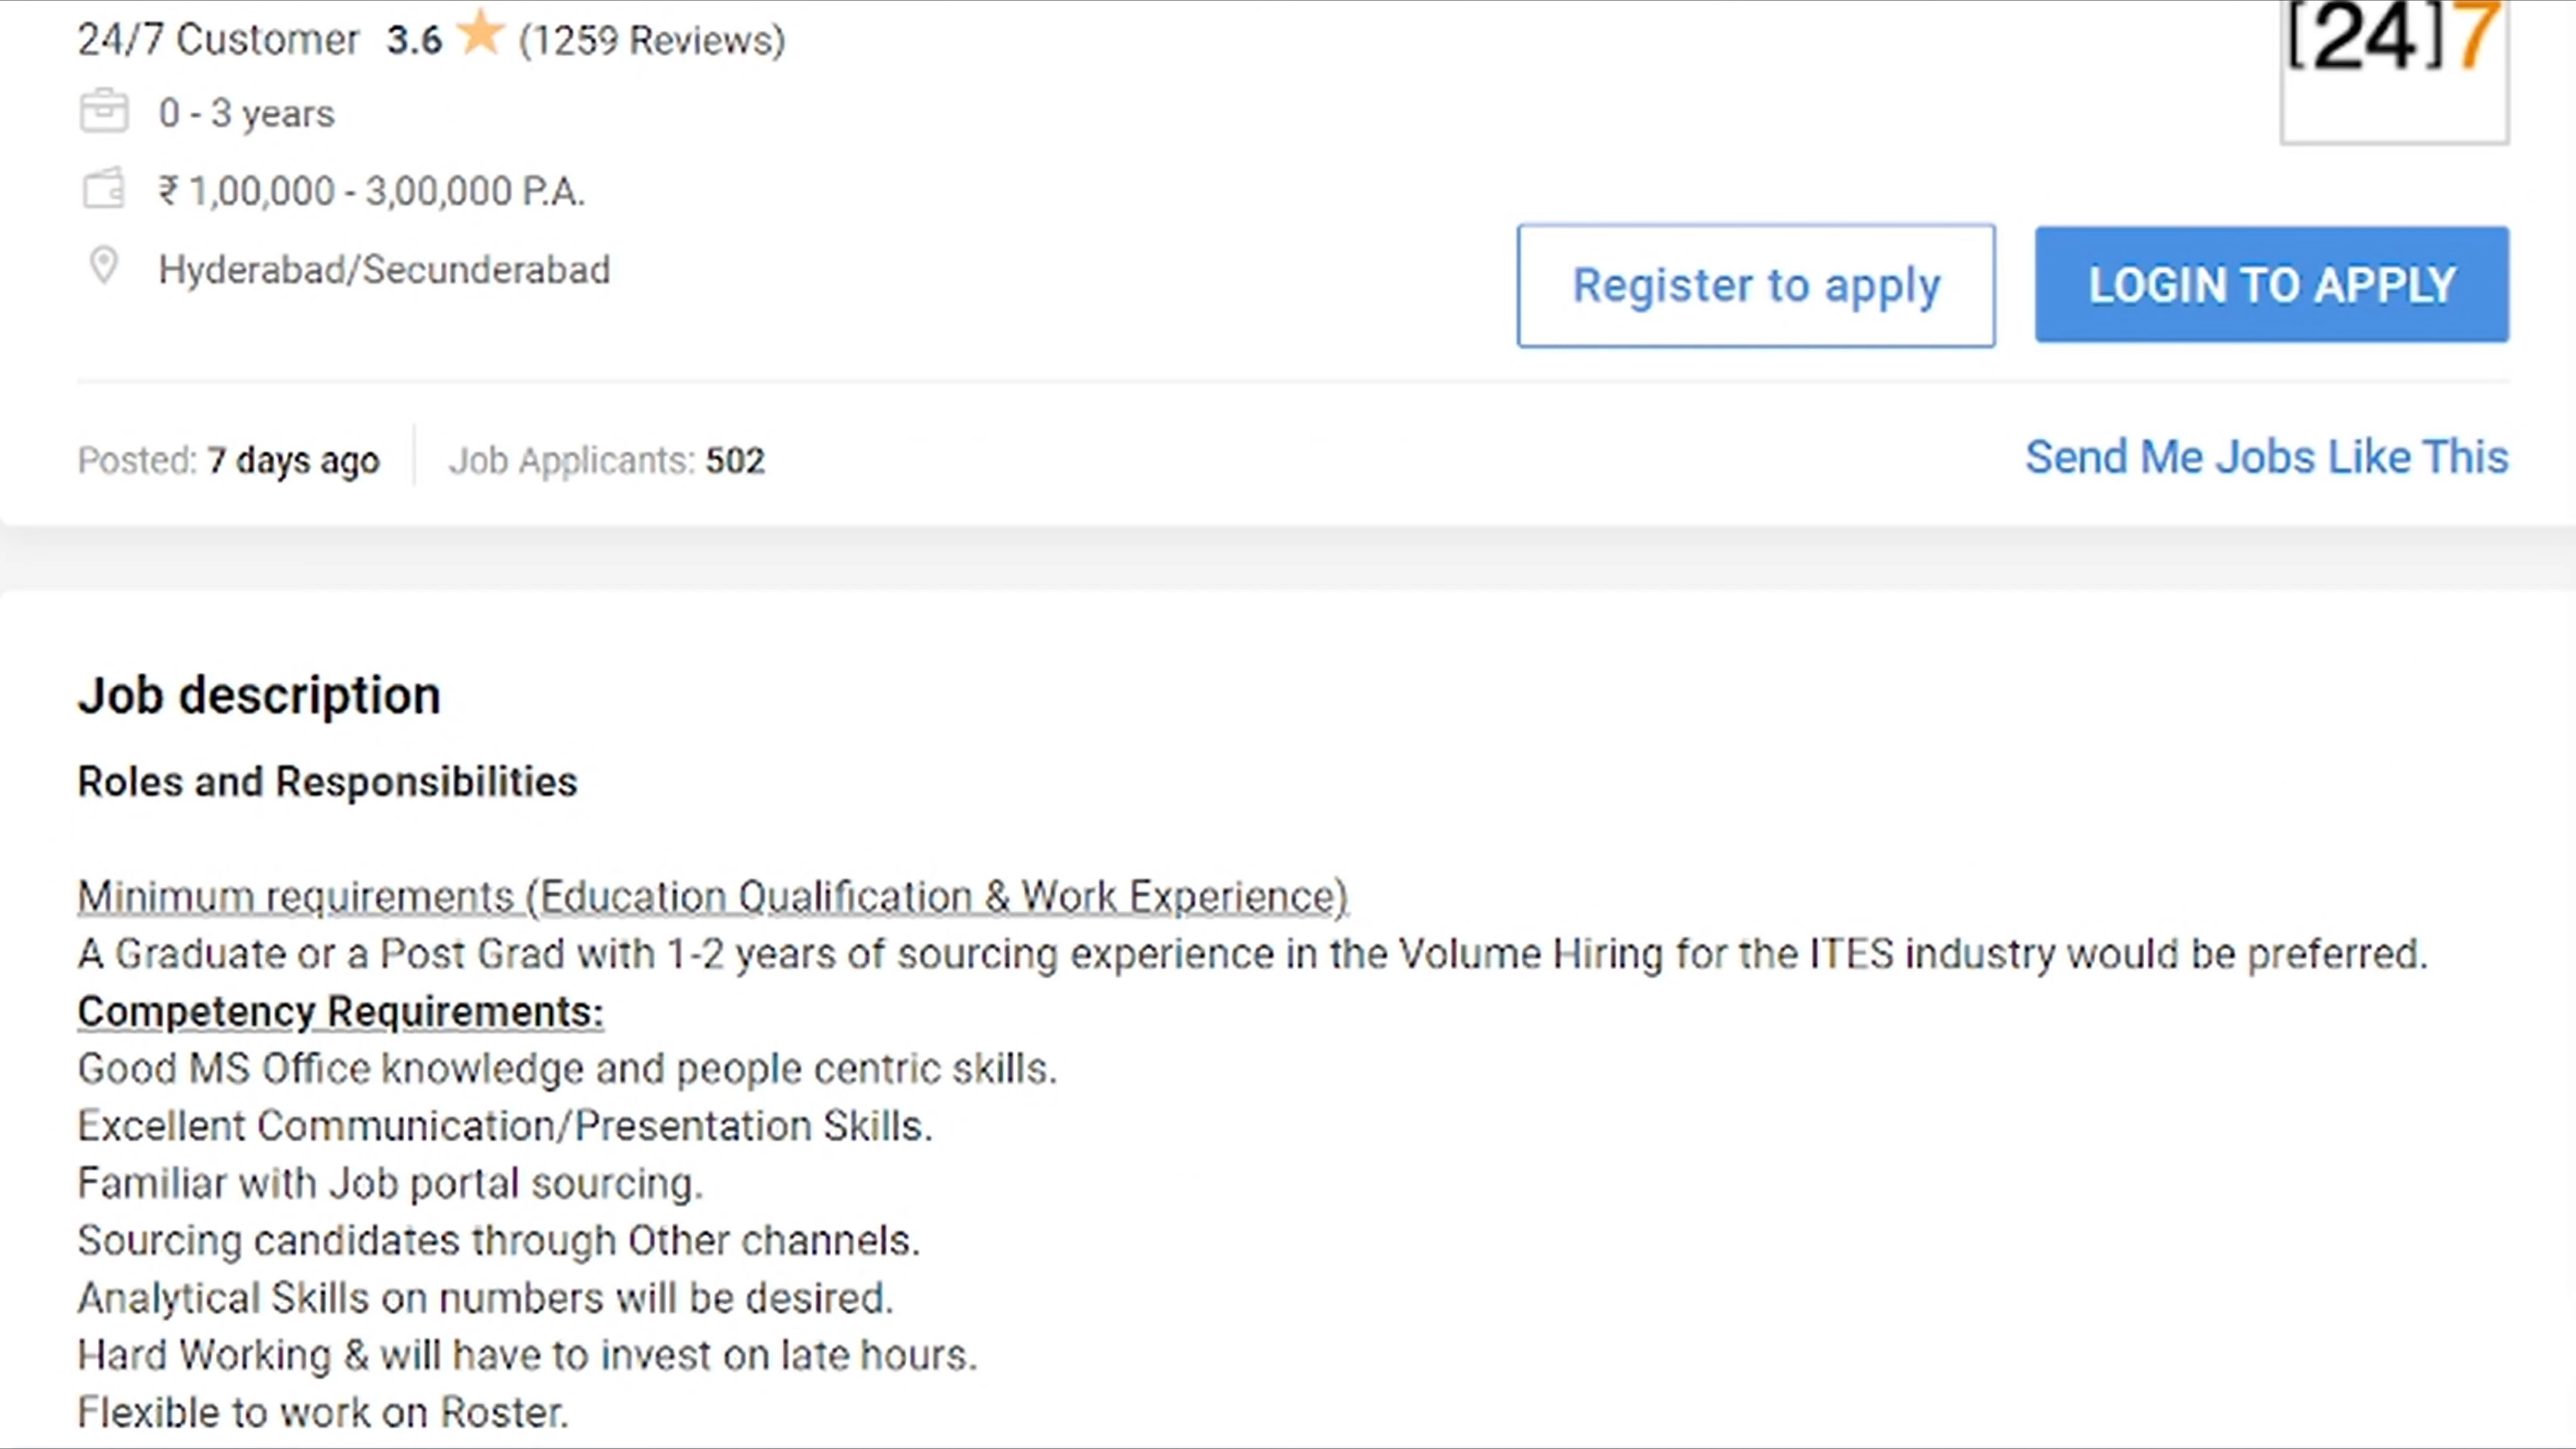 24/7 Customer 3.6 (1259 Reviews)
[24]7
0 - 3 years
₹ 1,00,000 - 3,00,000 P.A.
Hyderabad/Secunderabad
Register to apply
LOGIN TO APPLY
Posted: 7 days ago
Job Applicants: 502
Send Me Jobs Like This
Job description
Roles and Responsibilities
Minimum requirements (Education Qualification & Work Experience)
A Graduate or a Post Grad with 1-2 years of sourcing experience in the Volume Hiring for the ITES industry would be preferred.
Competency Requirements:
Good MS Office knowledge and people centric skills.
Excellent Communication/Presentation Skills.
Familiar with Job portal sourcing.
Sourcing candidates through Other channels.
Analytical Skills on numbers will be desired.
Hard Working & will have to invest on late hours.
Flexible to work on Roster.